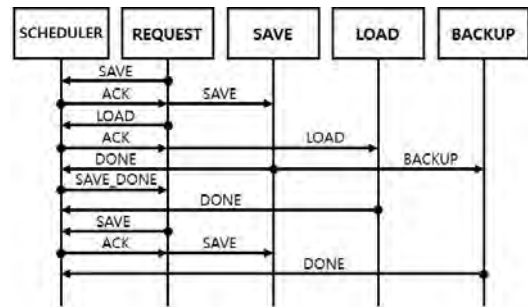 SCHEDULER REQUEST SAVE LOAD BACKUP
SAVE
ACK SAVE
LOAD
ACK LOAD
DONE BACKUP
SAVE_DONE
DONE
SAVE
ACK SAVE
DONE